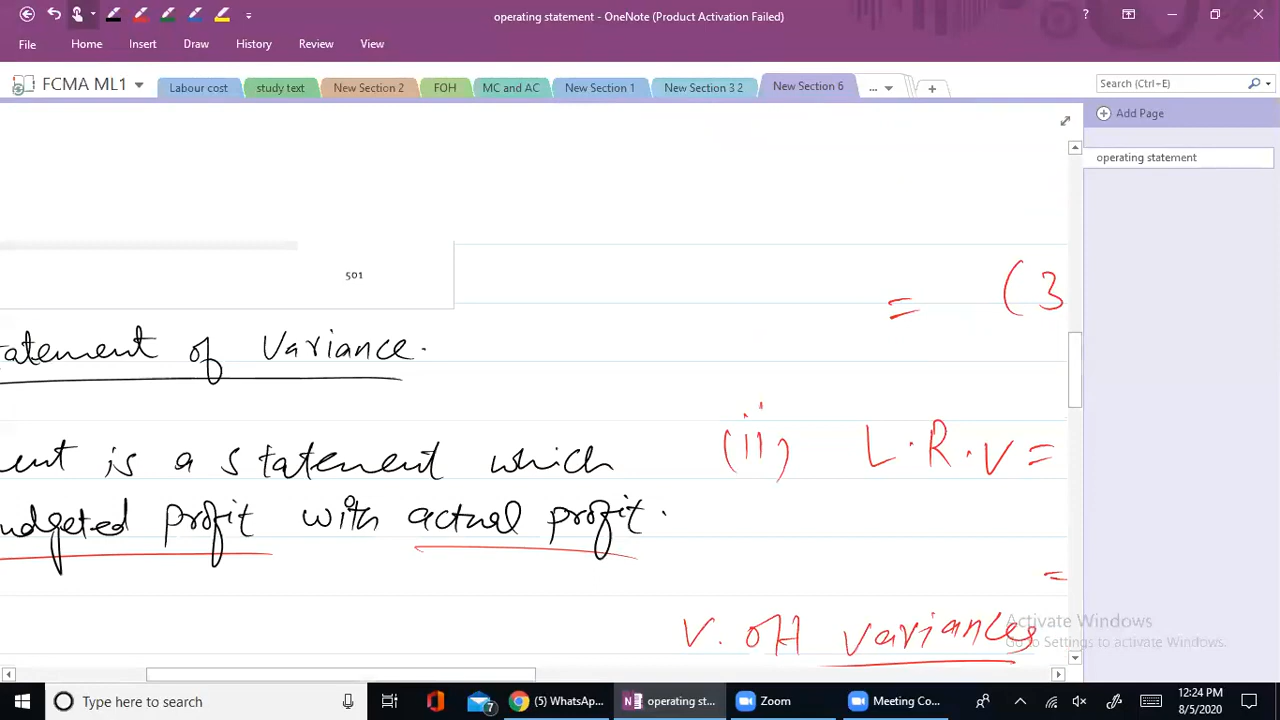 operating statement - OneNote (Product Activation Failed)
File Home Insert Draw History Review View
FCMA ML1 Labour cost study text New Section 2 FOH MC and AC New Section 1 New Section 3 2 New Section 6 ... Search (Ctrl+E)
Add Page
operating statement
501
= (3
tatement of Variance.
(ii) L.R.V =
ent is a statement which
udgeted profit with actual profit.
=
V. OH variances
Activate Windows
Go to Settings to activate Windows.
Type here to search 7 (5) WhatsApp... operating stat... Zoom Meeting Co... 12:24 PM
8/5/2020